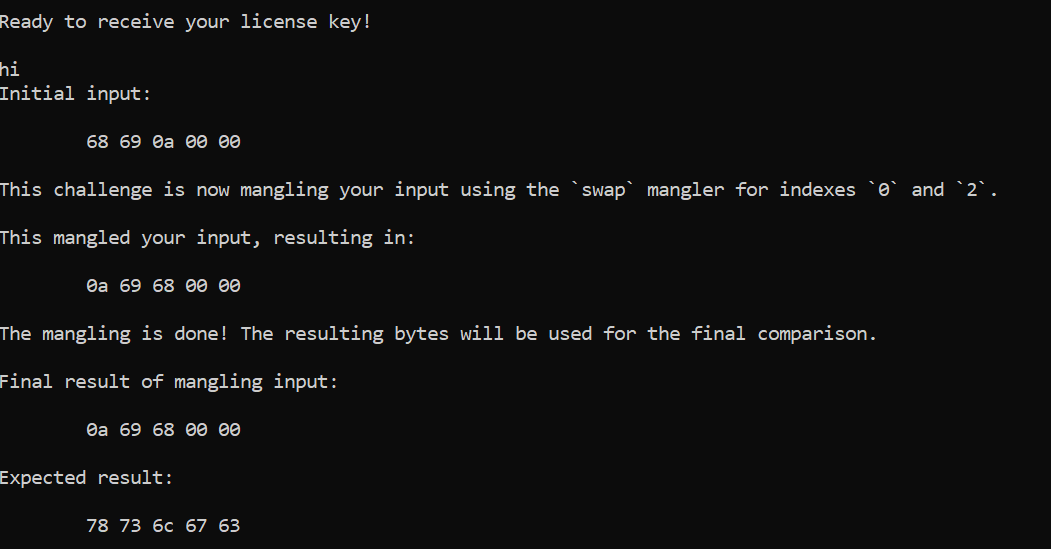 Ready to receive your license key!
hi
Initial input:
68 69 0a 00 00
This challenge is now mangling your input using the `swap` mangler for indexes `0` and `2`.
This mangled your input, resulting in:
0a 69 68 00 00
The mangling is done! The resulting bytes will be used for the final comparison.
Final result of mangling input:
0a 69 68 00 00
Expected result:
78 73 6c 67 63